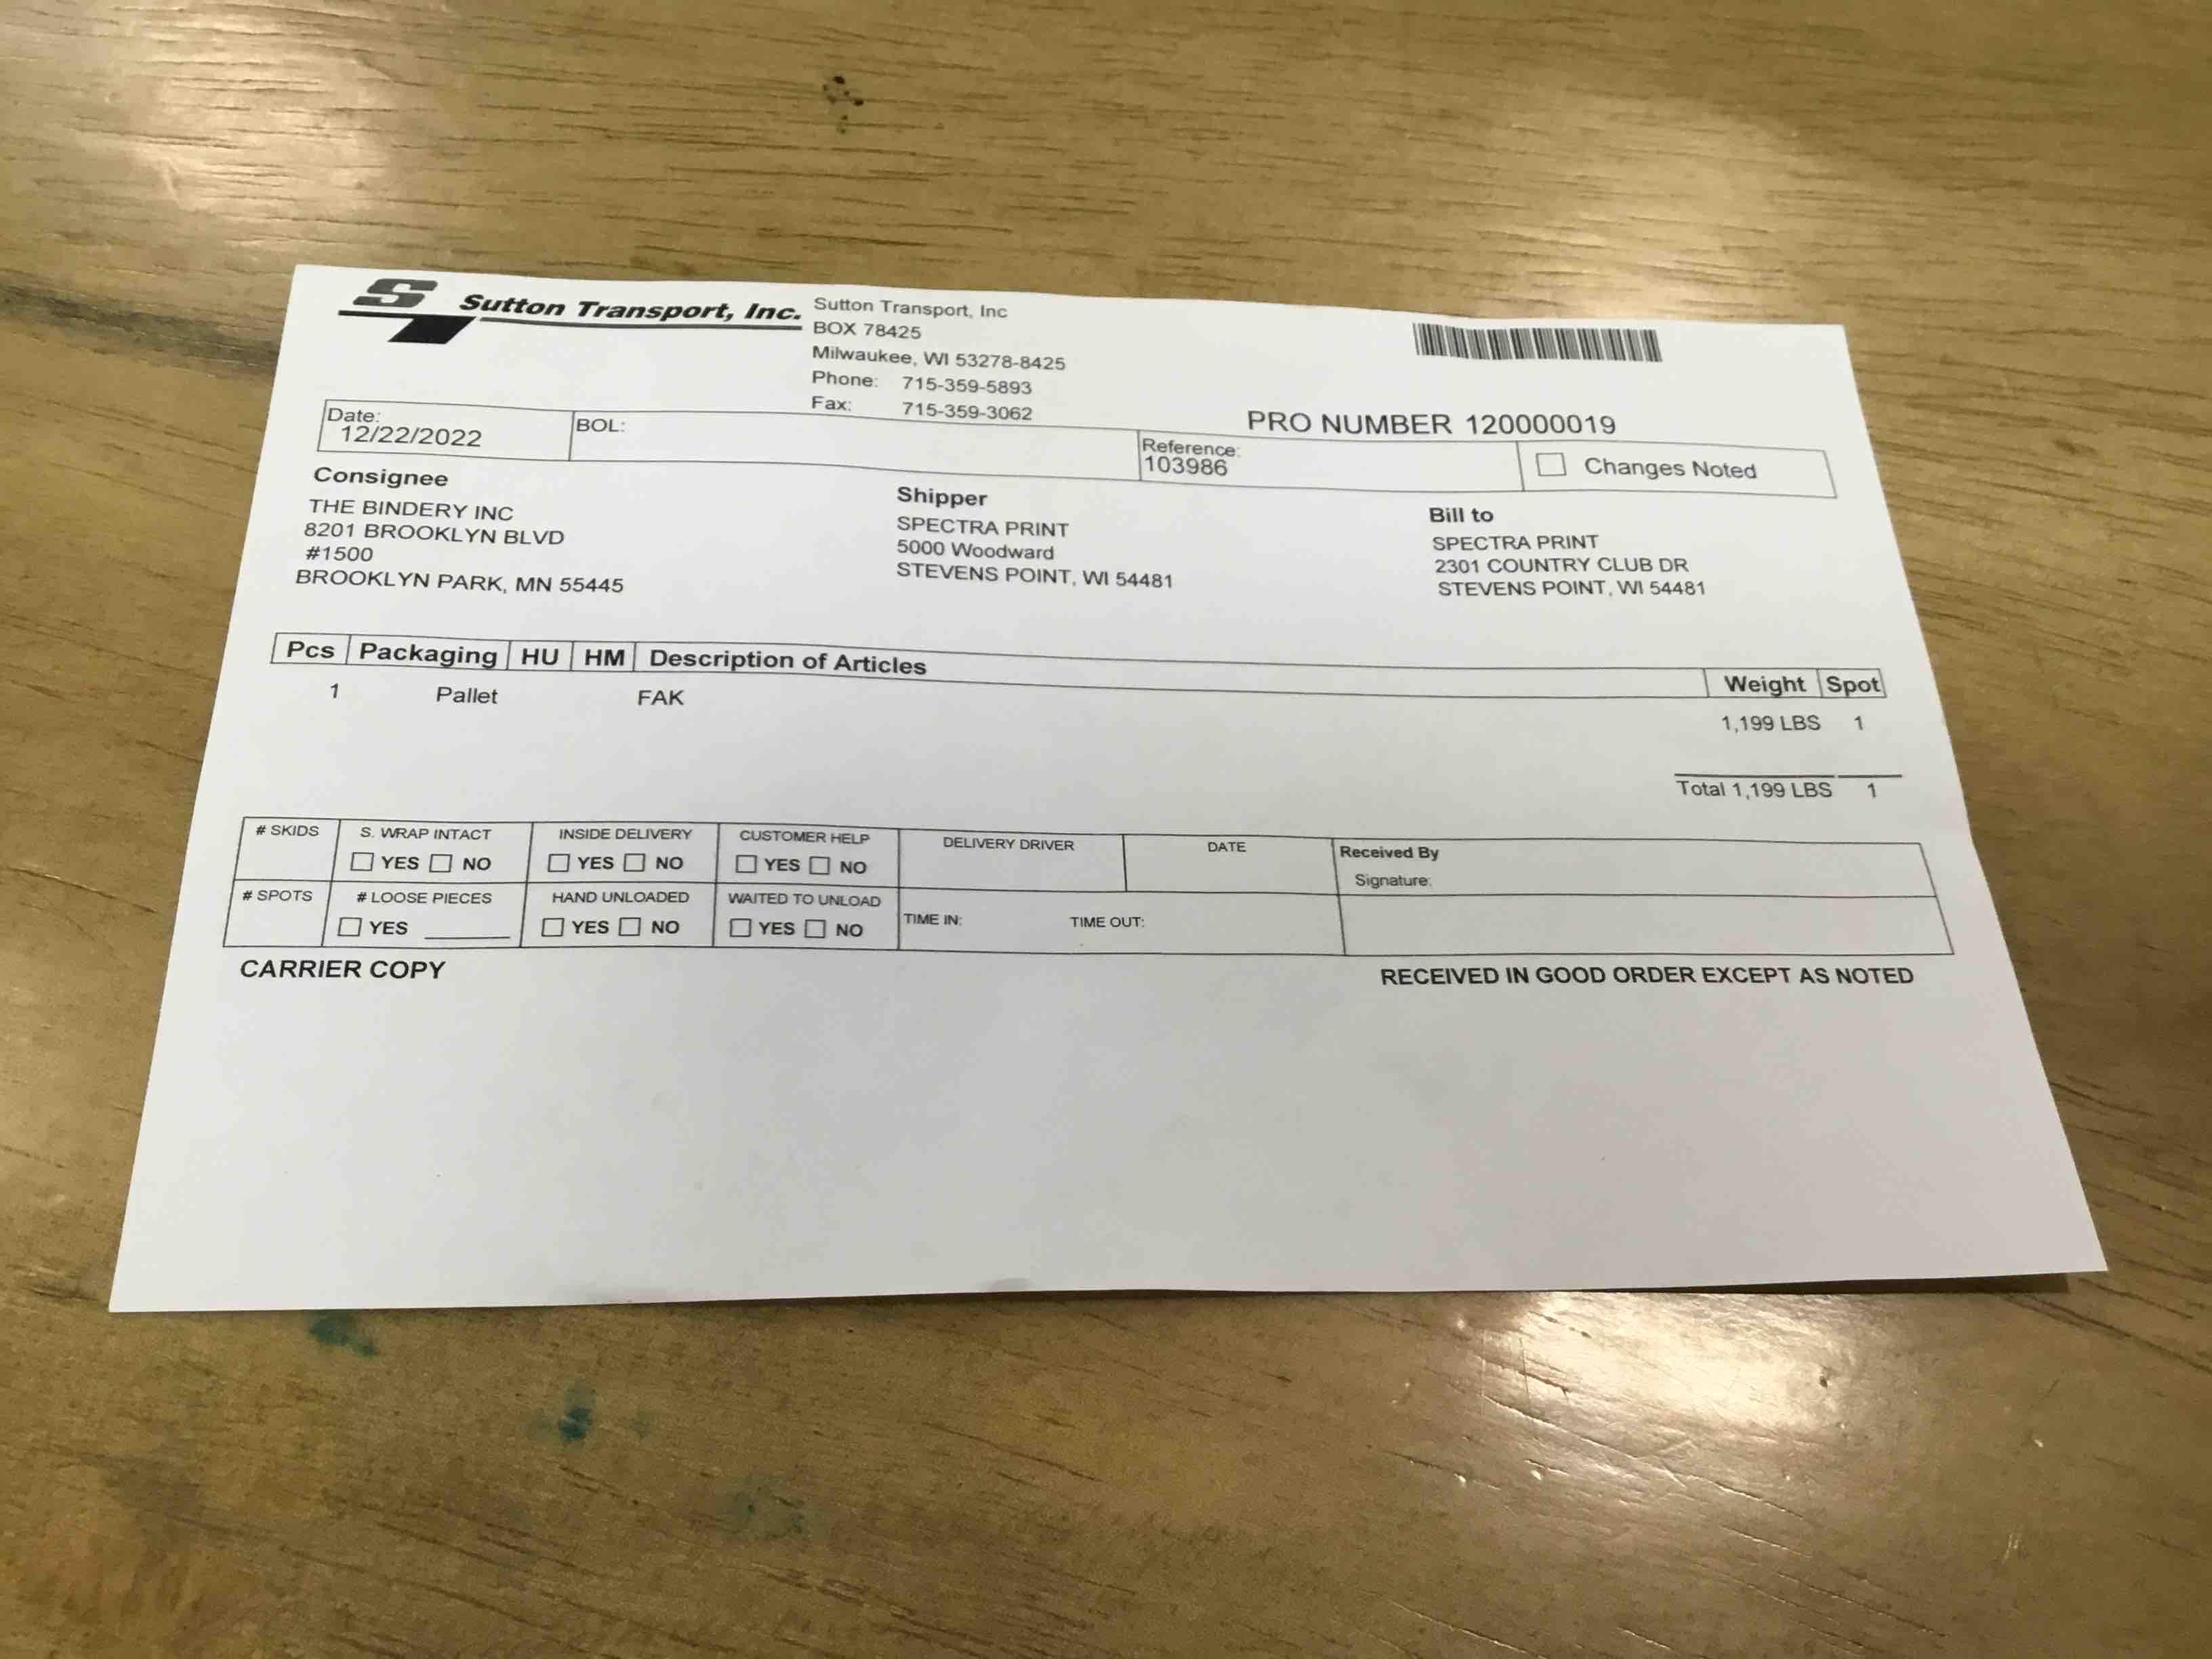 S Sutton Transport, Inc.
Sutton Transport, Inc
BOX 78425
Milwaukee, WI 53278-8425
Phone: 715-359-5893
Fax: 715-359-3062
PRO NUMBER 120000019
Date:
12/22/2022
BOL:
Reference:
103986
Changes Noted
Consignee
THE BINDERY INC
8201 BROOKLYN BLVD
#1500
BROOKLYN PARK, MN 55445
Shipper
SPECTRA PRINT
5000 Woodward
STEVENS POINT, WI 54481
Bill to
SPECTRA PRINT
2301 COUNTRY CLUB DR
STEVENS POINT, WI 54481
Pcs Packaging HU HM Description of Articles Weight Spot
1 Pallet FAK 1,199 LBS 1
Total 1,199 LBS 1
# SKIDS
S. WRAP INTACT
YES NO
INSIDE DELIVERY
YES NO
CUSTOMER HELP
YES NO
DELIVERY DRIVER
DATE
Received By
Signature:
# SPOTS
# LOOSE PIECES
YES
HAND UNLOADED
YES NO
WAITED TO UNLOAD
YES NO
TIME IN: TIME OUT:
CARRIER COPY
RECEIVED IN GOOD ORDER EXCEPT AS NOTED